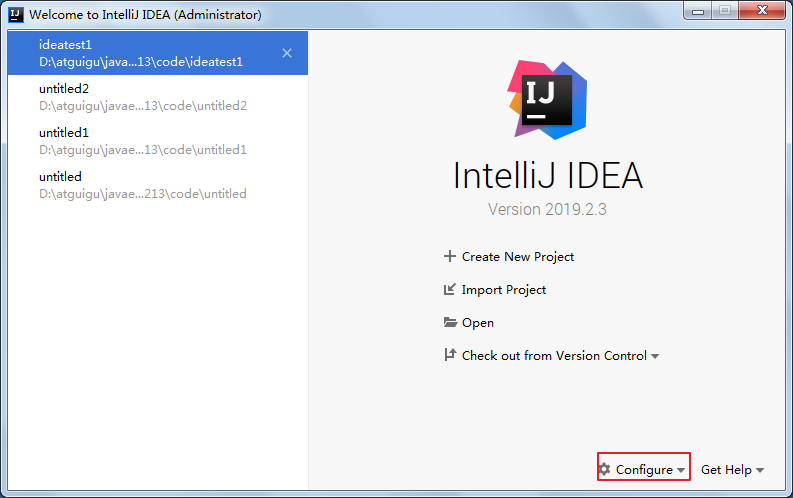 Welcome to IntelliJ IDEA (Administrator)
ideatest1
D:\atguigu\java...13\code\ideatest1
untitled2
D:\atguigu\javae...13\code\untitled2
untitled1
D:\atguigu\javae...13\code\untitled1
untitled
D:\atguigu\javae...213\code\untitled
IJ
IntelliJ IDEA
Version 2019.2.3
Create New Project
Import Project
Open
Check out from Version Control
Configure
Get Help